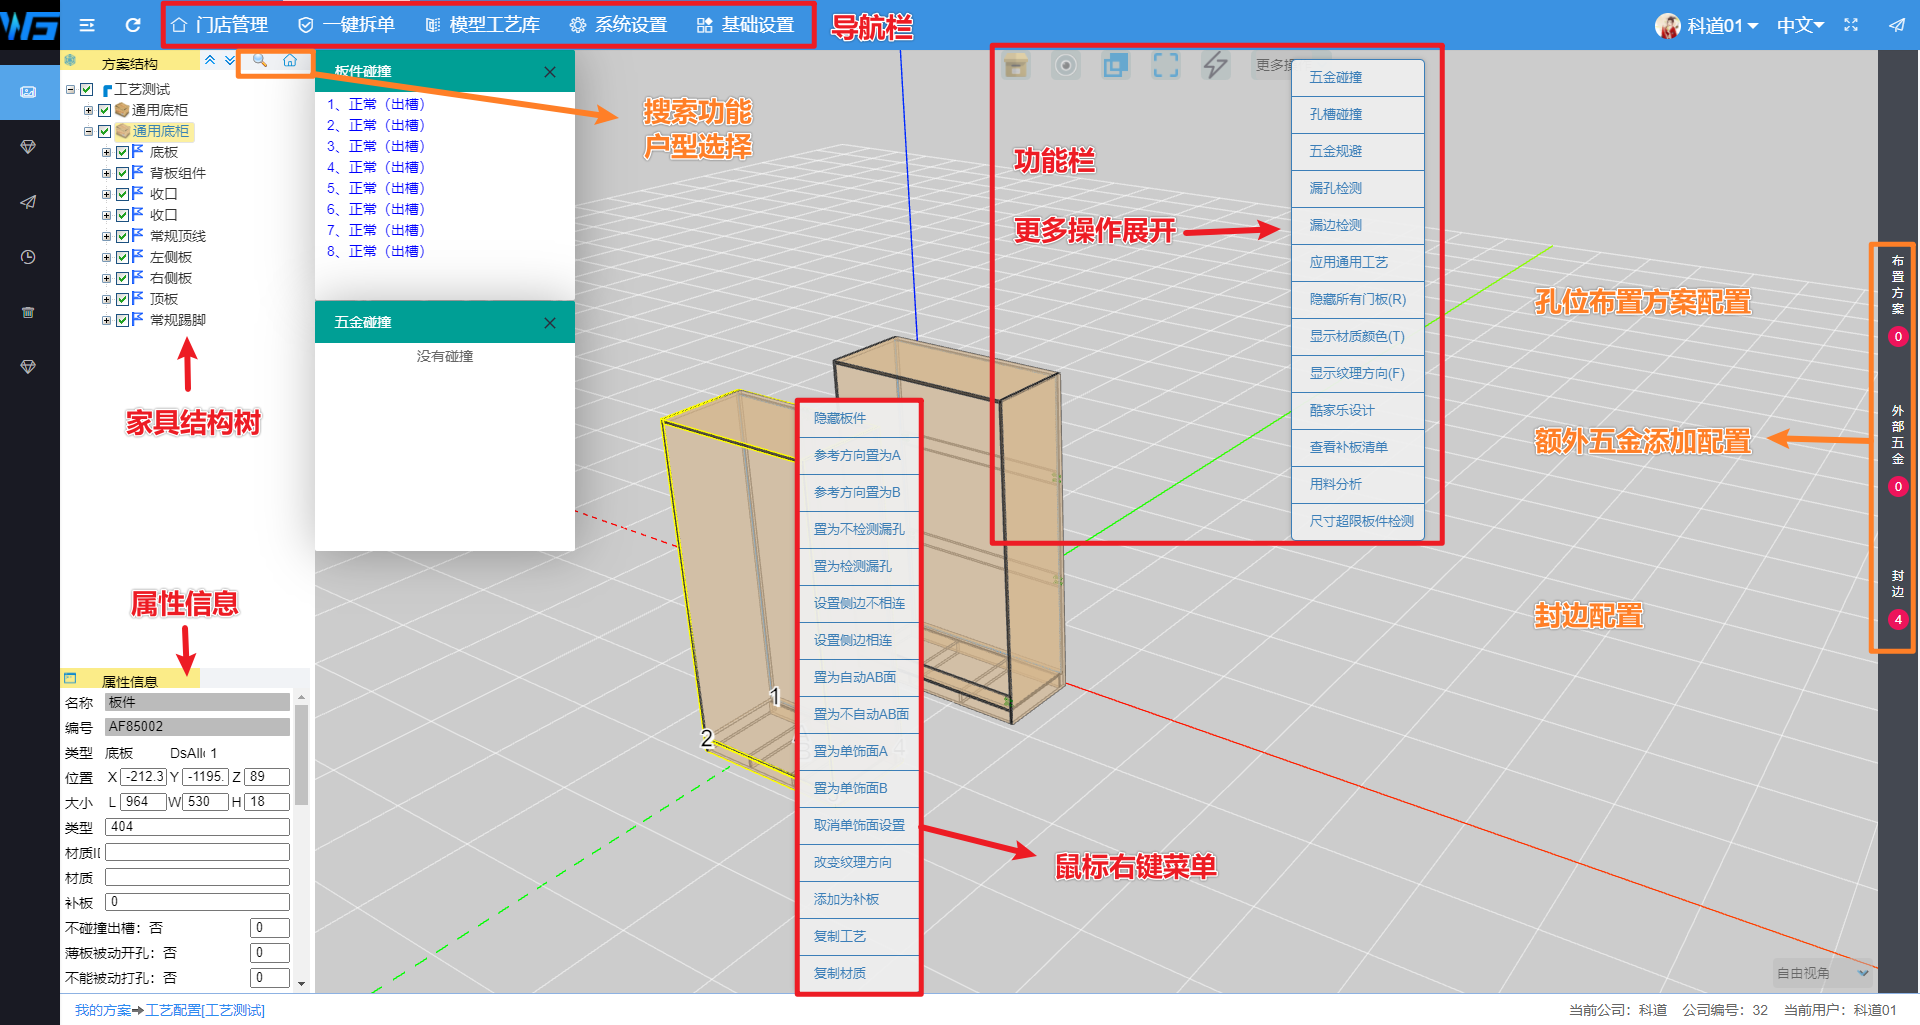 门店管理
一键拆单
模型工艺库
系统设置
基础设置
导航栏
科道01
中文
方案结构
工艺测试
通用底柜
通用底柜
底板
背板组件
收口
收口
常规顶线
左侧板
右侧板
顶板
常规踢脚
家具结构树
属性信息
属性信息
名称 板件
编号 AF85002
类型 底板 DsAll 1
位置 X -212.3 Y -1195. Z 89
大小 L 964 W 530 H 18
类型 404
材质I
材质
补板 0
不碰撞出槽：否 0
薄板被动开孔：否 0
不能被动打孔：否 0
板件碰撞
1、正常（出槽）
2、正常（出槽）
3、正常（出槽）
4、正常（出槽）
5、正常（出槽）
6、正常（出槽）
7、正常（出槽）
8、正常（出槽）
五金碰撞
没有碰撞
搜索功能
户型选择
1
2
4
隐藏板件
参考方向置为A
参考方向置为B
置为不检测漏孔
置为检测漏孔
设置侧边不相连
设置侧边相连
置为自动AB面
置为不自动AB面
置为单饰面A
置为单饰面B
取消单饰面设置
改变纹理方向
添加为补板
复制工艺
复制材质
鼠标右键菜单
更多操
功能栏
更多操作展开
五金碰撞
孔槽碰撞
五金规避
漏孔检测
漏边检测
应用通用工艺
隐藏所有门板(R)
显示材质颜色(T)
显示纹理方向(F)
酷家乐设计
查看补板清单
用料分析
尺寸超限板件检测
孔位布置方案配置
额外五金添加配置
封边配置
布置方案
0
外部五金
0
封边
4
自由视角
我的方案➡工艺配置[工艺测试]
当前公司：科道 公司编号：32 当前用户：科道01